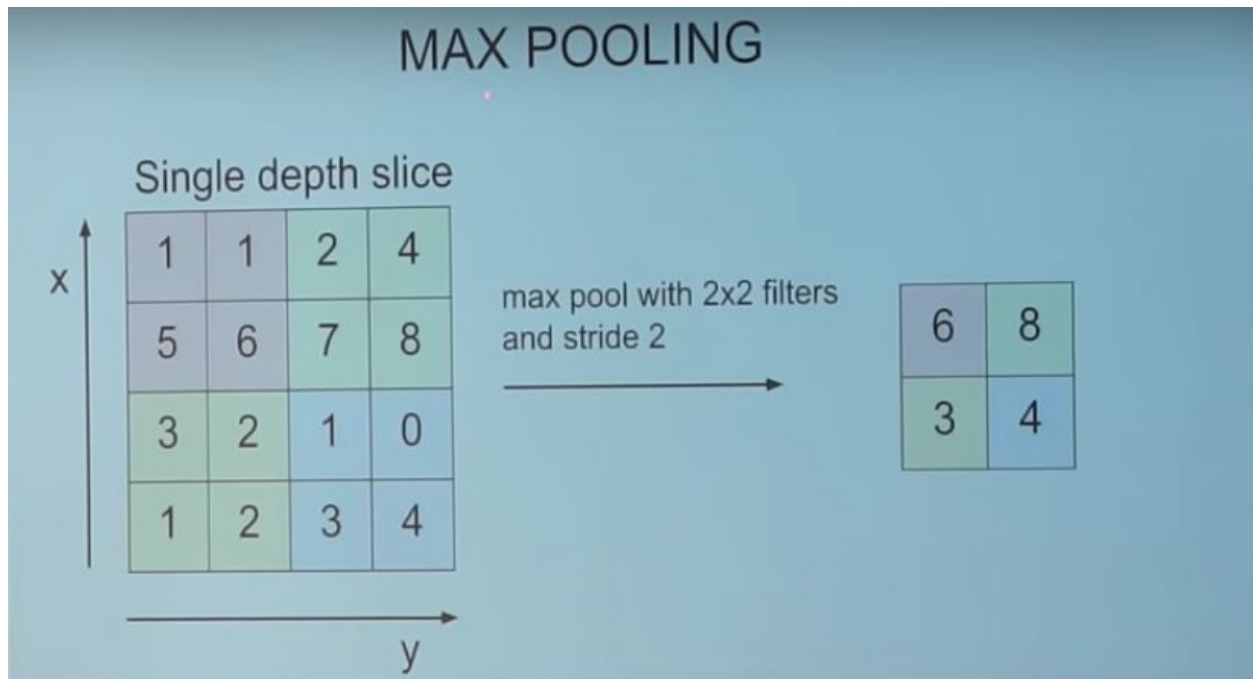 MAX POOLING
Single depth slice
x
1 1 2 4
5 6 7 8
3 2 1 0
1 2 3 4
y
max pool with 2x2 filters
and stride 2
6 8
3 4